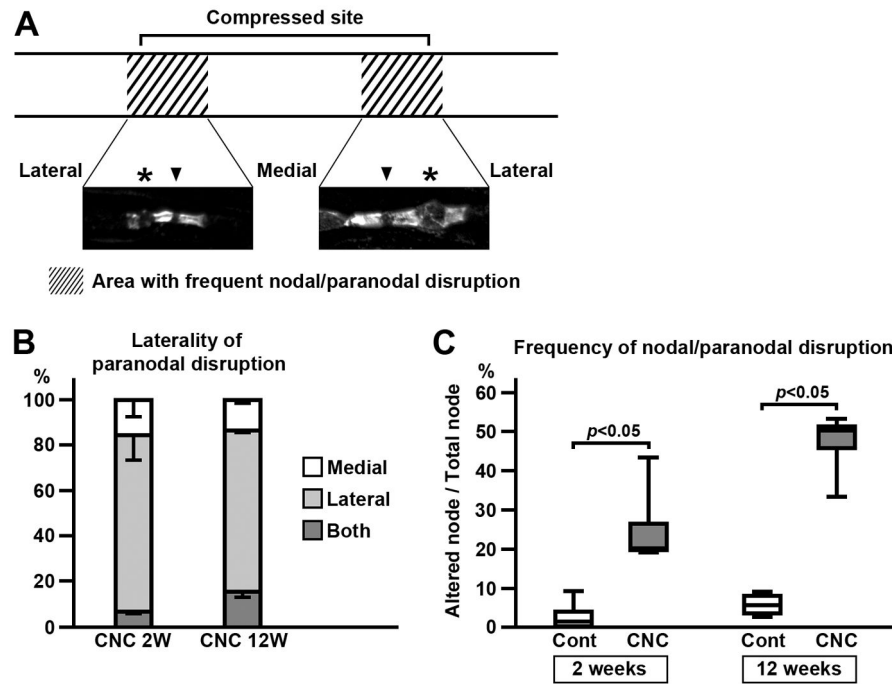 A
Compressed site
Lateral
*
Medial
*
Lateral
Area with frequent nodal/paranodal disruption
B
Laterality of
paranodal disruption
%
100
80
60
40
20
0
CNC 2W
CNC 12W
Medial
Lateral
Both
C
Frequency of nodal/paranodal disruption
%
Altered node / Total node
60
50
40
30
20
10
0
p<0.05
p<0.05
Cont
CNC
Cont
CNC
2 weeks
12 weeks